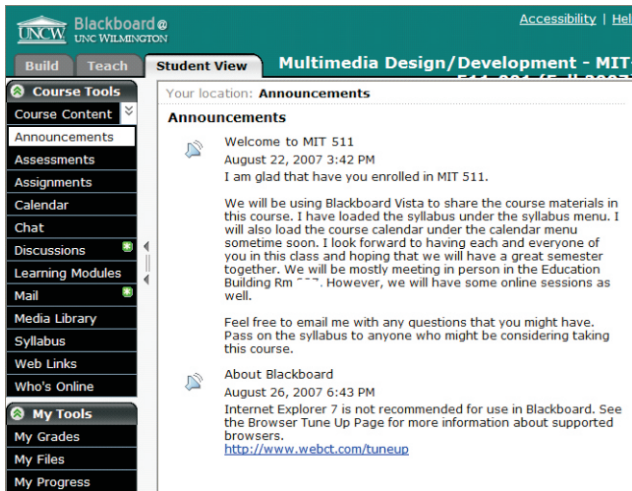 UNCW
Blackboard @
UNC WILMINGTON
Accessibility | Hel
Build
Teach
Student View
Multimedia Design/Development - MIT-
511-001 (Fall 2007)
Course Tools
Course Content
Announcements
Assessments
Assignments
Calendar
Chat
Discussions
Learning Modules
Mail
Media Library
Syllabus
Web Links
Who's Online
My Tools
My Grades
My Files
My Progress
Your location: Announcements
Announcements
Welcome to MIT 511
August 22, 2007 3:42 PM
I am glad that have you enrolled in MIT 511.
We will be using Blackboard Vista to share the course materials in
this course. I have loaded the syllabus under the syllabus menu. I
will also load the course calendar under the calendar menu
sometime soon. I look forward to having each and everyone of
you in this class and hoping that we will have a great semester
together. We will be mostly meeting in person in the Education
Building Rm . However, we will have some online sessions as
well.
Feel free to email me with any questions that you might have.
Pass on the syllabus to anyone who might be considering taking
this course.
About Blackboard
August 26, 2007 6:43 PM
Internet Explorer 7 is not recommended for use in Blackboard. See
the Browser Tune Up Page for more information about supported
browsers.
http://www.webct.com/tuneup